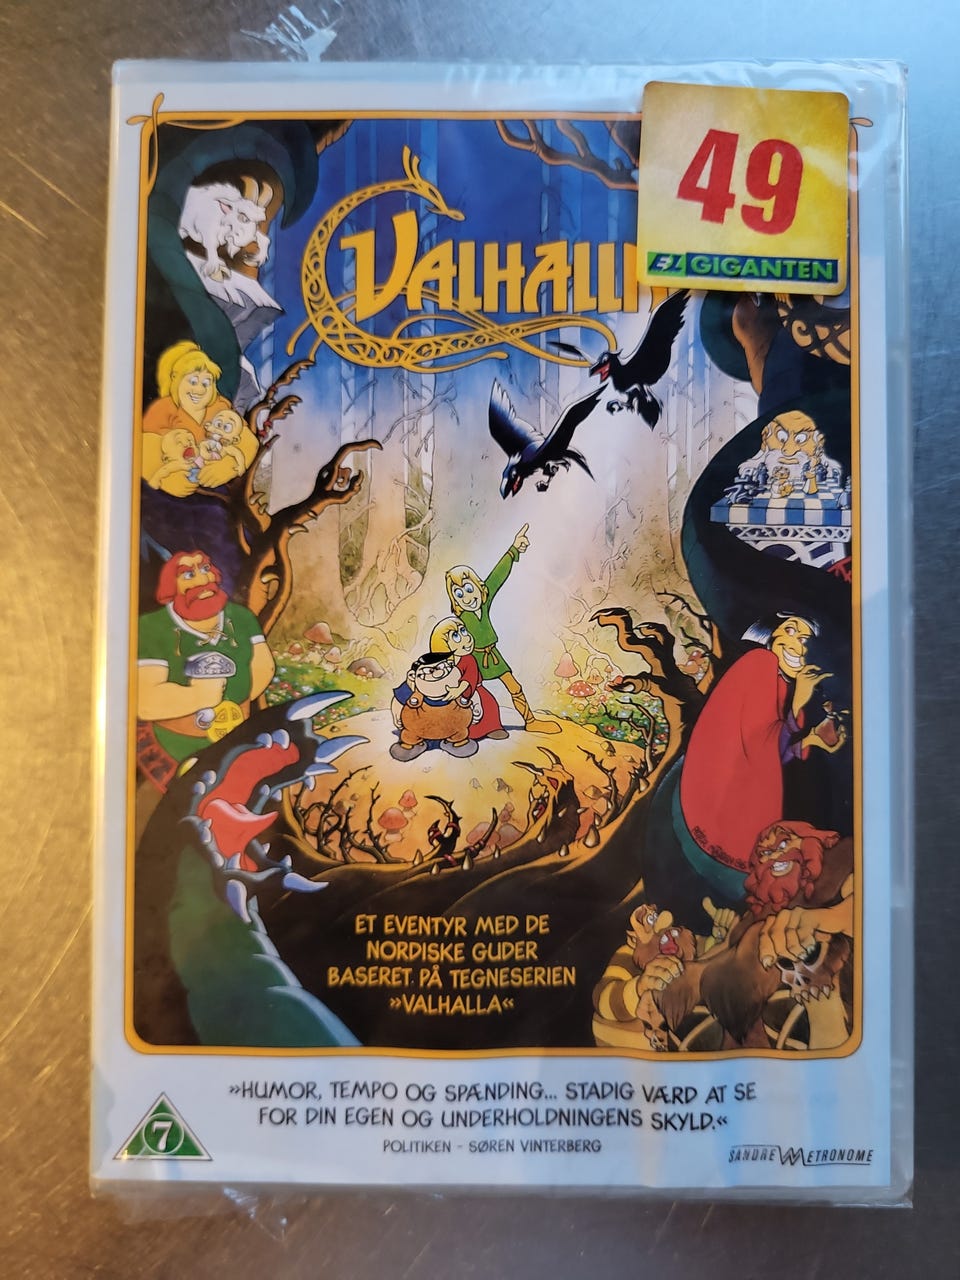 49
EL GIGANTEN
VALHALLA
ET EVENTYR MED DE
NORDISKE GUDER
BASERET PÅ TEGNESERIEN
»VALHALLA«
»HUMOR, TEMPO OG SPÆNDING... STADIG VÆRD AT SE
FOR DIN EGEN OG UNDERHOLDNINGENS SKYLD.«
POLITIKEN - SØREN VINTERBERG
7
SANDREW METRONOME